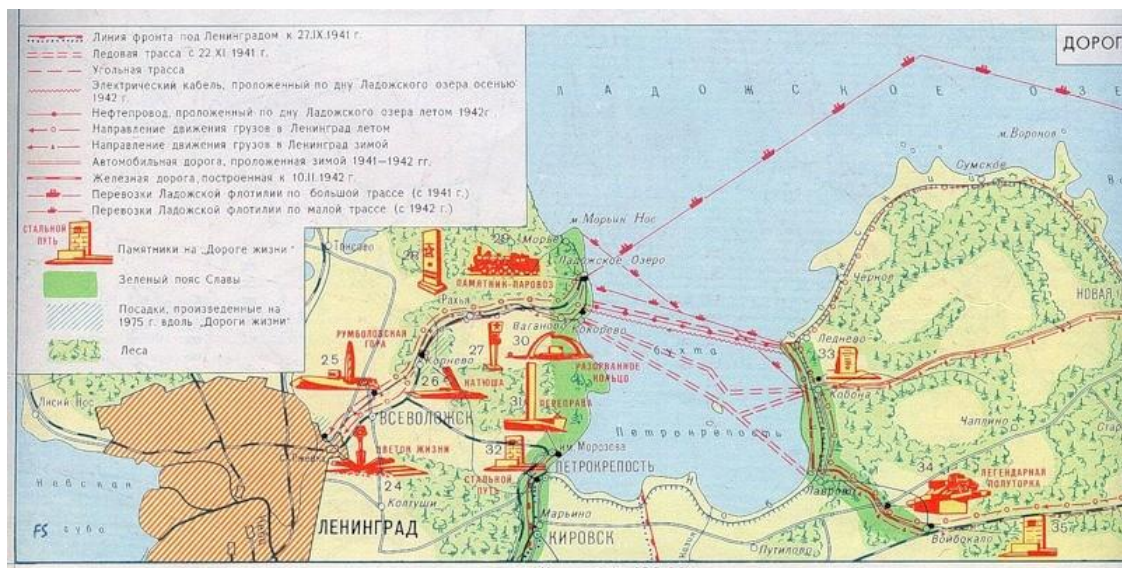 Линия фронта под Ленинградом к 27.IX.1941 г.
Ледовая трасса с 22 XI. 1941 г.
Угольная трасса
Электрический кабель, проложенный по дну Ладожского озера осенью
1942 г.
Нефтепровод, проложенный по дну Ладожского озера летом 1942г.
Направление движения грузов в Ленинград летом
Направление движения грузов в Ленинград зимой
Автомобильная дорога, проложенная зимой 1941—1942 гг.
Железная дорога, построенная к 10.II.1942 г.
Перевозки Ладожской флотилии по большой трассе (с 1941 г.)
Перевозки Ладожской флотилии по малой трассе (с 1942 г.)
СТАЛЬНОЙ
ПУТЬ
Памятники на „Дороге жизни"
Зеленый пояс Славы
Посадки, произведенные на
1975 г. вдоль „Дороги жизни"
Леса
ДОРОГ
ЛАДОЖСКОЕ ОЗЕ
м. Воронов
Сумское
м. Морьин Нос
Токсово
28
29
Морье
Ладожское Озеро
ПАМЯТНИК-ПАРОВОЗ
Черное
НОВАЯ
Рахья
РУМБОЛОВСКАЯ
ГОРА
25
Ваганово
Кокорево
27
30
Корнево
26
КАТЮША
РАЗОРВАННОЕ
КОЛЬЦО
бухта
Леднево
33
Кобона
31
ПЕРЕПРАВА
Лисий Нос
ВСЕВОЛОЖСК
Петрокрепость
Чаплино
Стар
Ржевка
ЦВЕТОК ЖИЗНИ
32
им. Морозова
ПЕТРОКРЕПОСТЬ
СТАЛЬНОЙ
ПУТЬ
34
ЛЕГЕНДАРНАЯ
ПОЛУТОРКА
Лаврово
24
Колтуши
Невская
губа
FS
ЛЕНИНГРАД
Марьино
КИРОВСК
Путилово
Войбокало
35